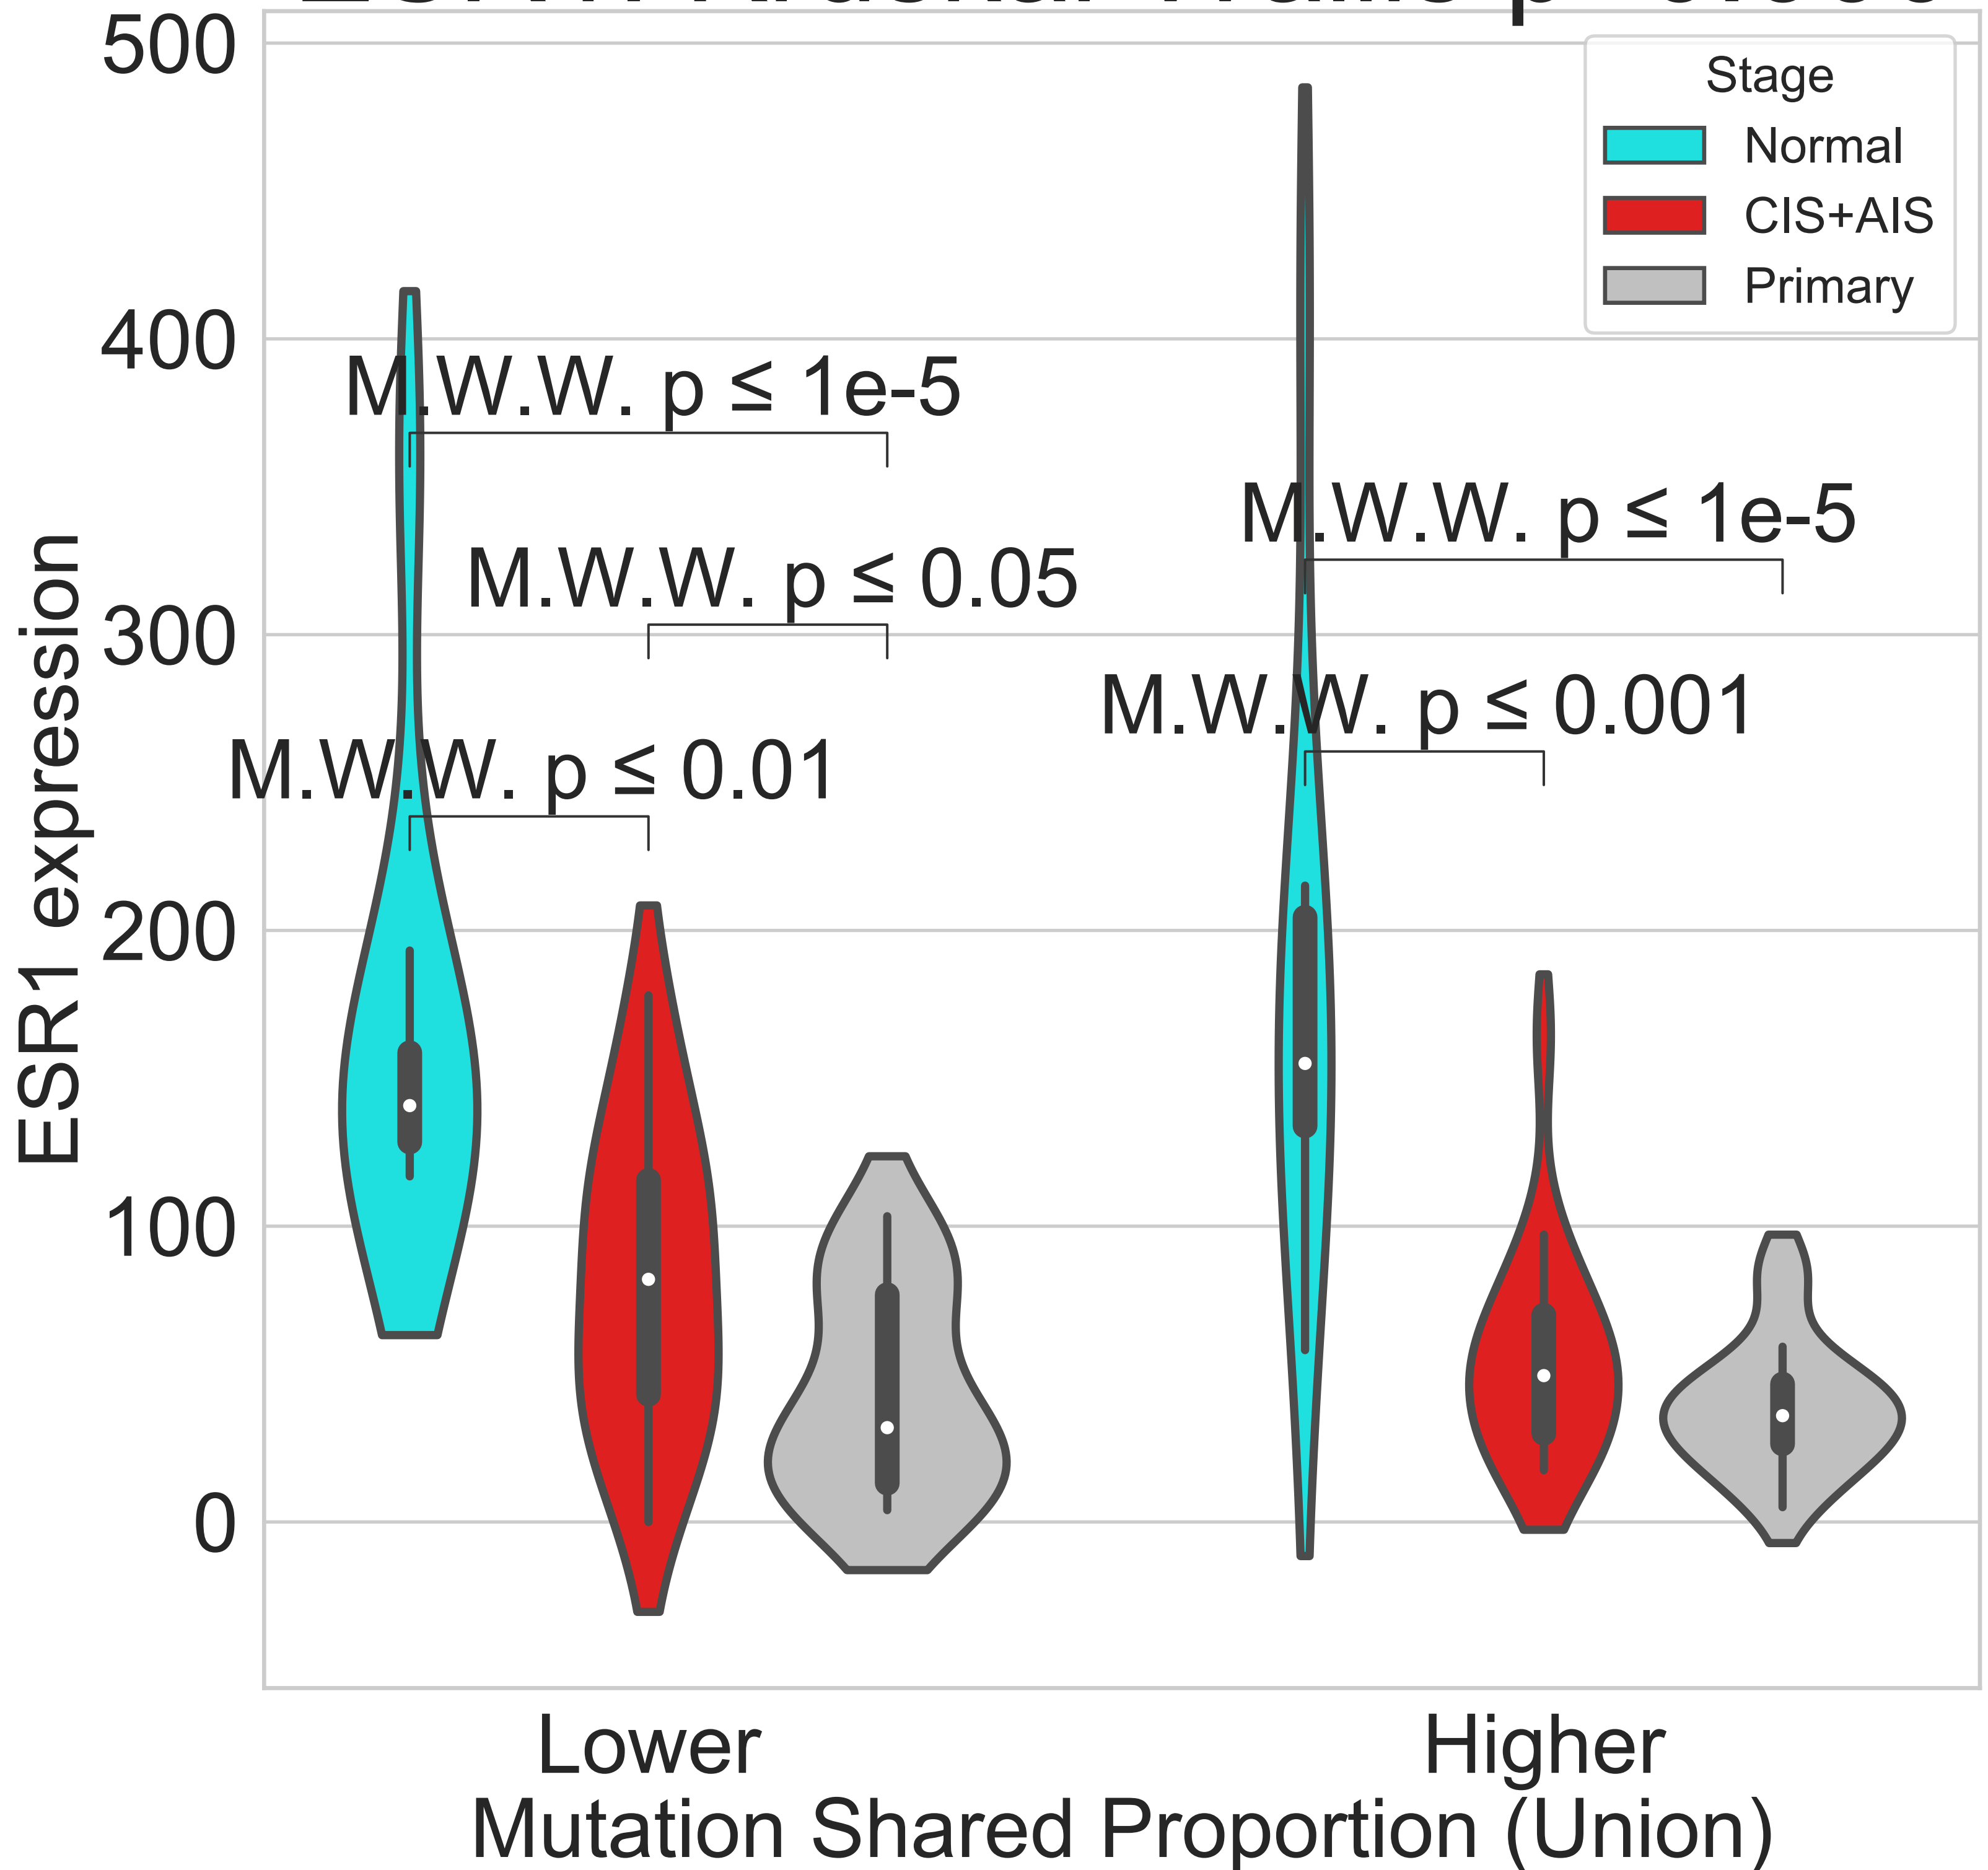 500
400
300
200
100
0
ESR1 expression
Stage
Normal
CIS+AIS
Primary
M.W.W. p ≤ 1e-5
M.W.W. p ≤ 0.05
M.W.W. p ≤ 0.01
M.W.W. p ≤ 1e-5
M.W.W. p ≤ 0.001
Lower
Higher
Mutation Shared Proportion (Union)